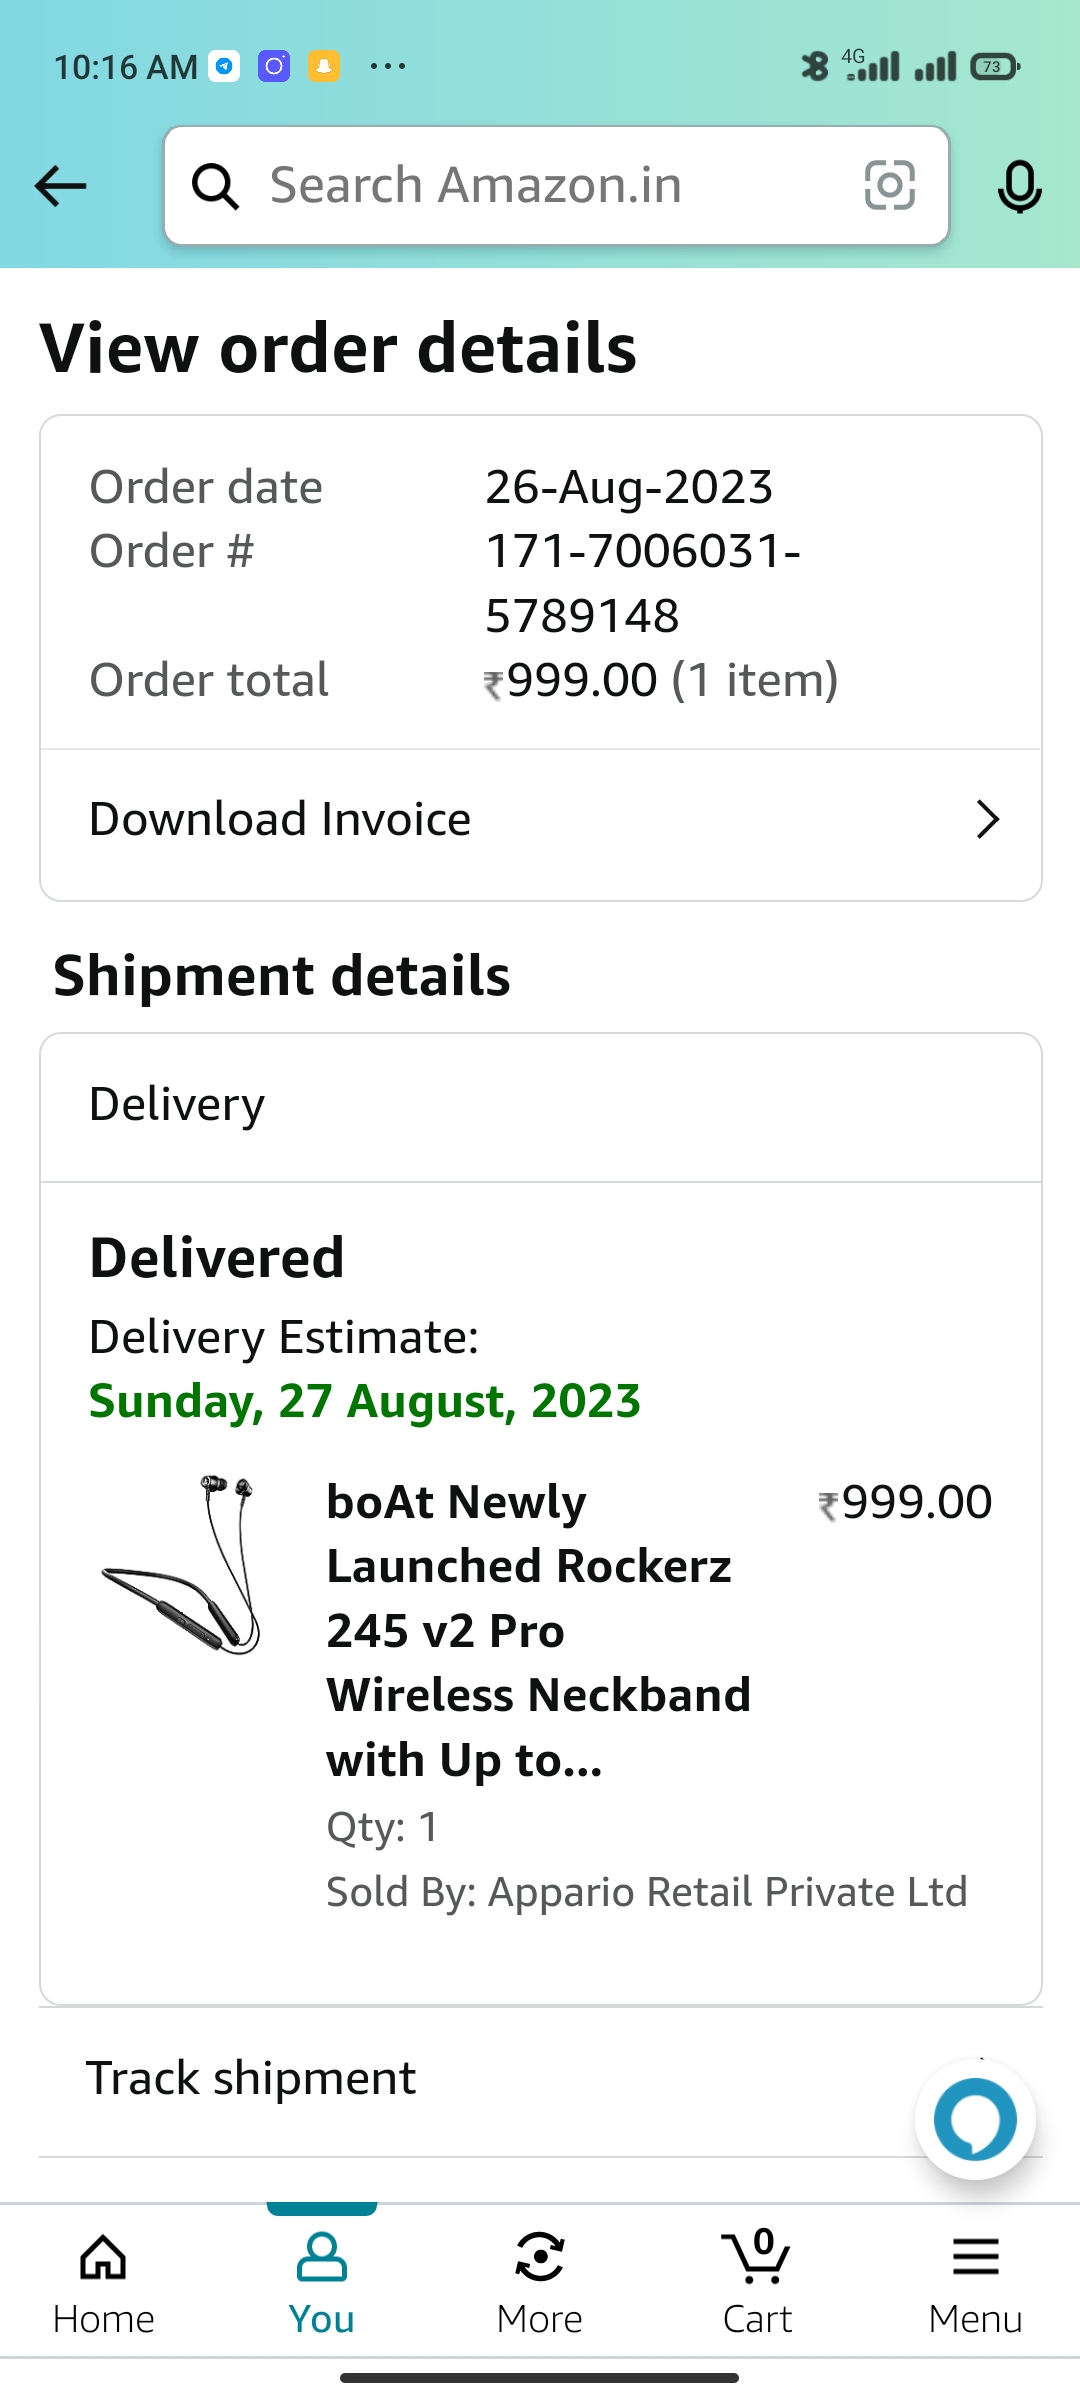 10:16 AM ...
4G
73
Search Amazon.in
View order details
Order date 26-Aug-2023
Order # 171-7006031-
5789148
Order total ₹999.00 (1 item)
Download Invoice
Shipment details
Delivery
Delivered
Delivery Estimate:
Sunday, 27 August, 2023
boAt Newly ₹999.00
Launched Rockerz
245 v2 Pro
Wireless Neckband
with Up to...
Qty: 1
Sold By: Appario Retail Private Ltd
Track shipment
0
Home You More Cart Menu